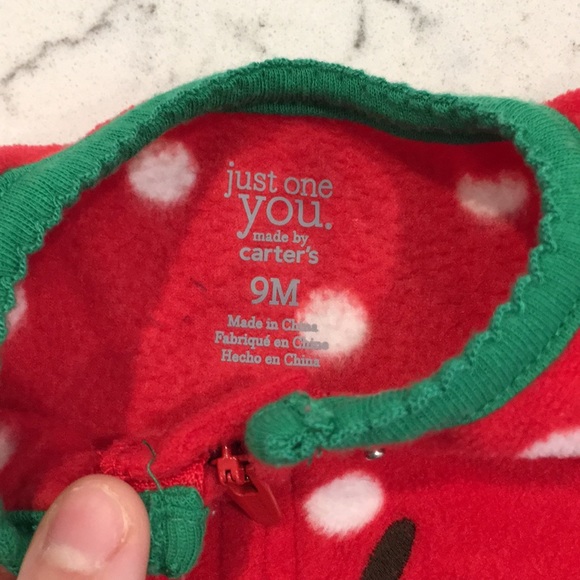 just one
you.
made by
carter's
9M
Made in China
Fabriqué en Chine
Hecho en China